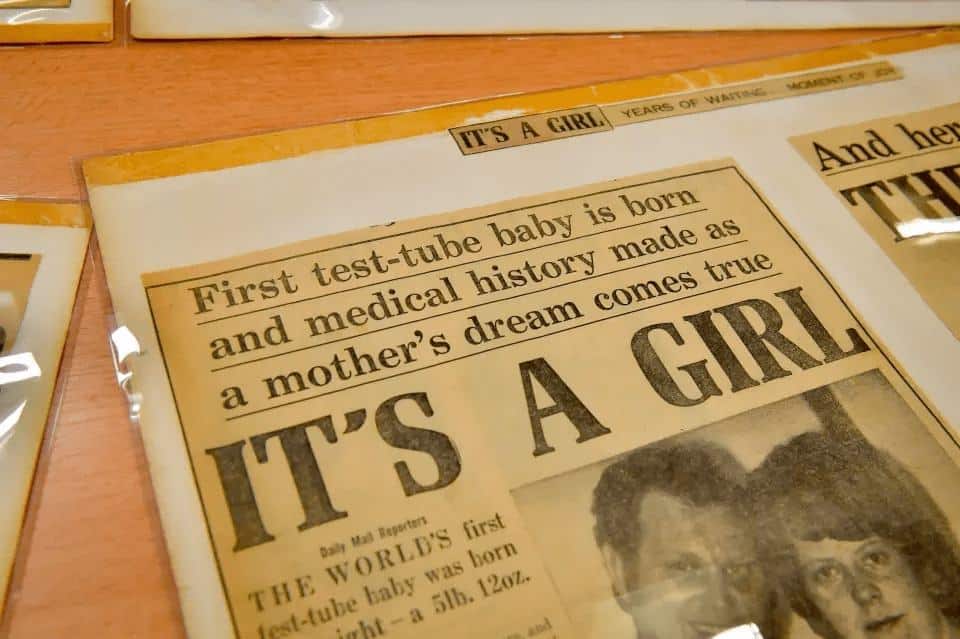 IT'S A GIRL YEARS OF WAITING MOMENT OF JOY
First test-tube baby is born
and medical history made as
a mother's dream comes true
IT'S A GIRL
Daily Mail Reporters
THE WORLD'S first
test-tube baby was born
– a 5lb. 12oz.
and
And
THE